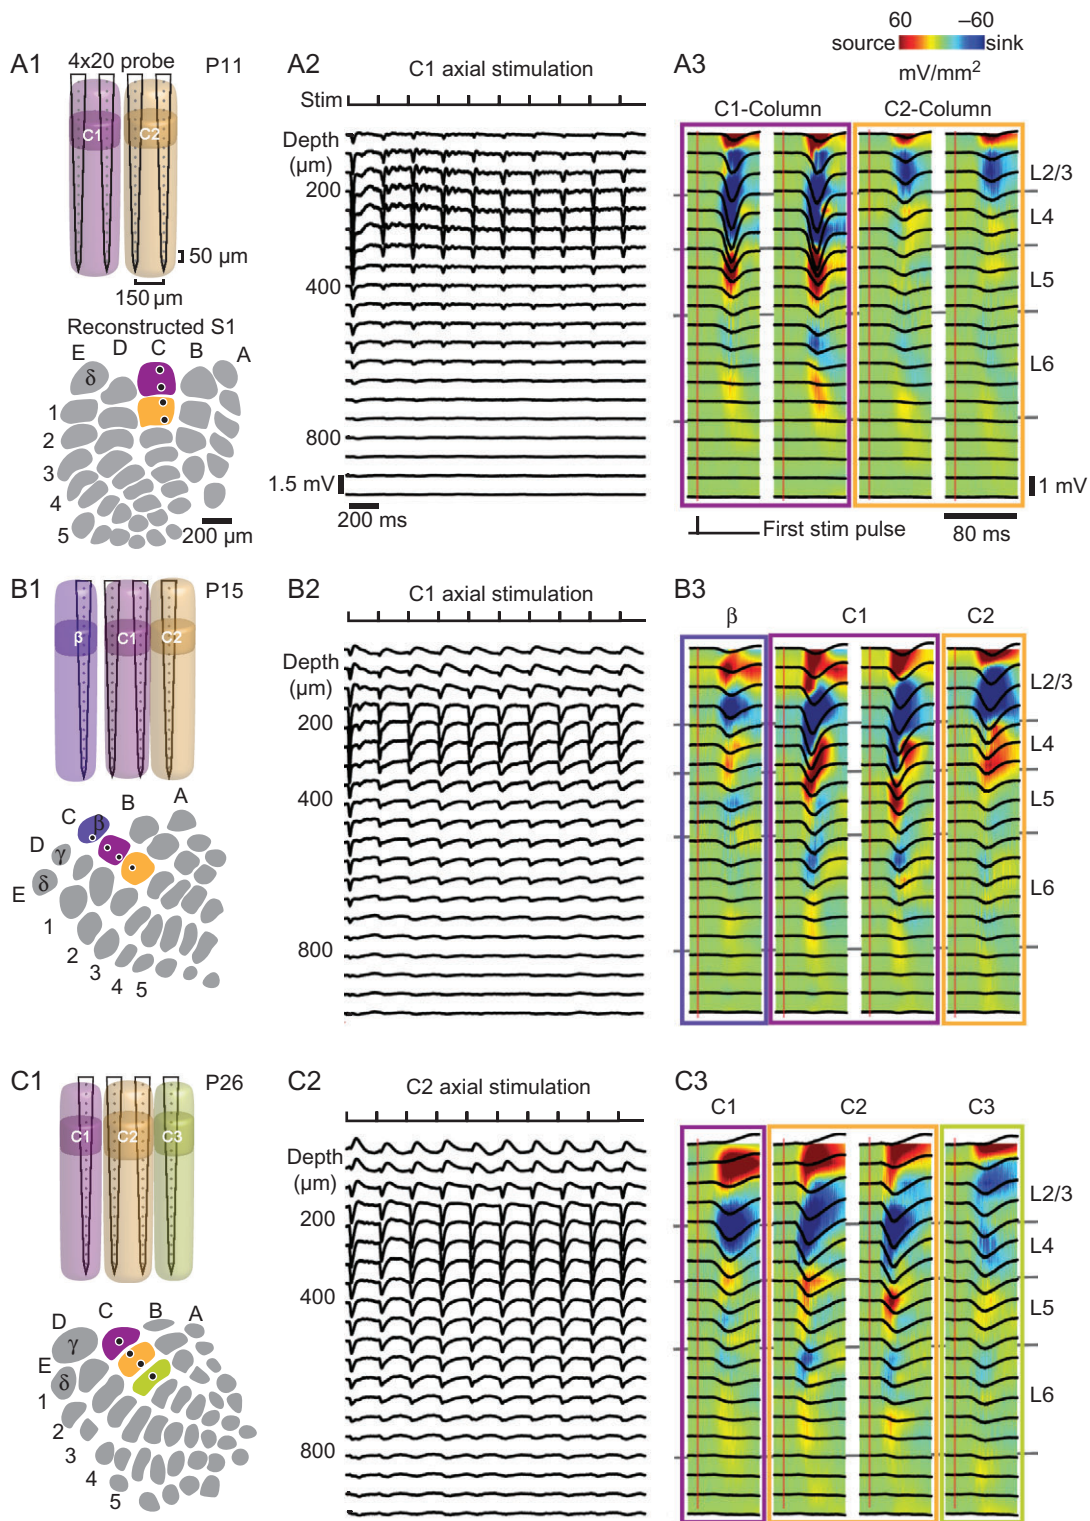 60 −60
source sink
mV/mm²
A1
4x20 probe
P11
C1 C2
50 µm
150 µm
Reconstructed S1
E D C B A
δ
1
2
3
4
5
200 µm
A2
C1 axial stimulation
Stim
Depth
(µm)
200
400
800
1.5 mV
200 ms
A3
C1-Column C2-Column
L2/3
L4
L5
L6
1 mV
First stim pulse
80 ms
B1
P15
β C1 C2
A
B
C β
D γ
E δ
1
2
3
4
5
B2
C1 axial stimulation
Depth
(µm)
200
400
800
B3
β C1 C2
L2/3
L4
L5
L6
C1
P26
C1 C2 C3
D C B A
γ
E δ
1
2
3
4
5
C2
C2 axial stimulation
Depth
(µm)
200
400
800
C3
C1 C2 C3
L2/3
L4
L5
L6